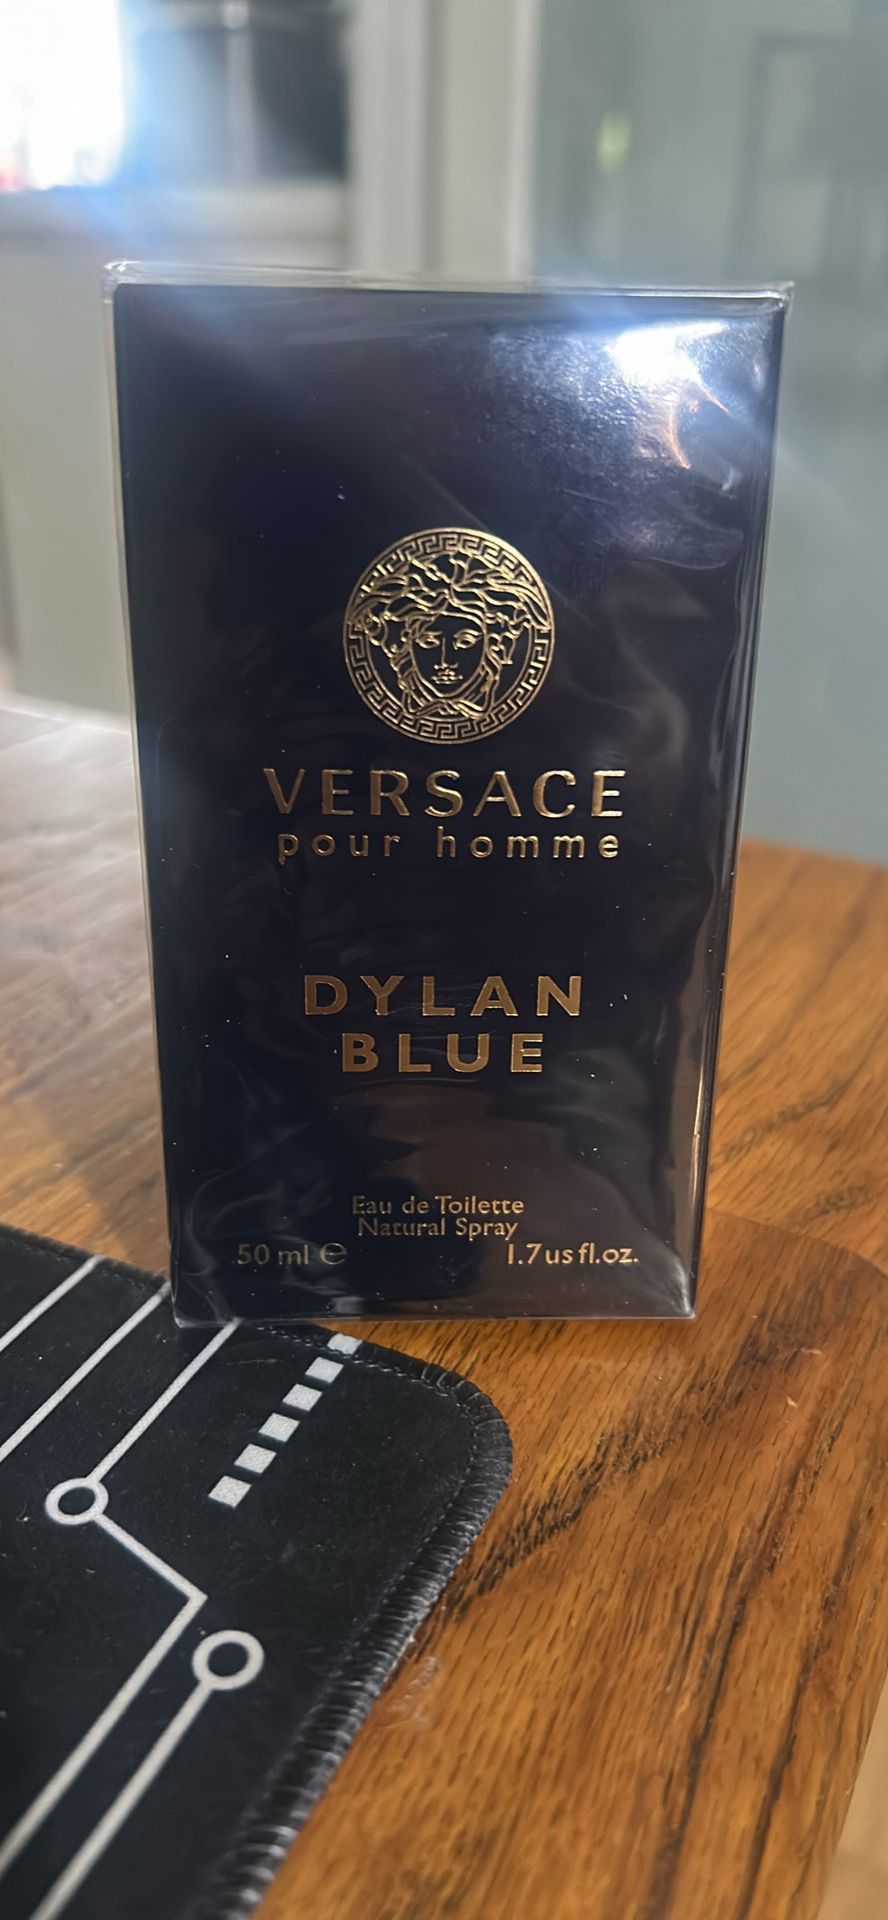 VERSACE
pour homme
DYLAN
BLUE
Eau de Toilette
Natural Spray
50 ml ℮ 1.7 us fl.oz.